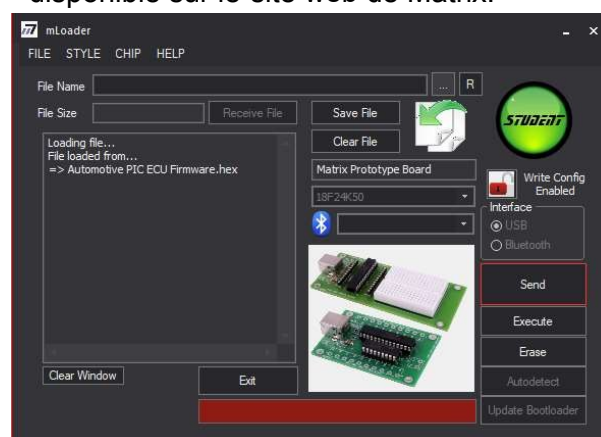 disponible sur le site web de Matrix.
mLoader
FILE STYLE CHIP HELP
File Name ... R
File Size Receive File Save File
STUDENT
Loading file...
File loaded from...
=> Automotive PIC ECU Firmware.hex
Clear File
Matrix Prototype Board
18F24K50
Write Config
Enabled
Interface
USB
Bluetooth
Send
Execute
Erase
Autodetect
Update Bootloader
Clear Window
Exit